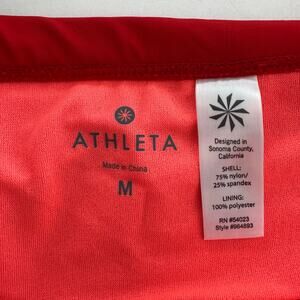 ATHLETA
Made in China
M
Designed in
Sonoma County,
California
SHELL:
75% nylon/
25% spandex
LINING:
100% polyester
RN #54023
Style #964893